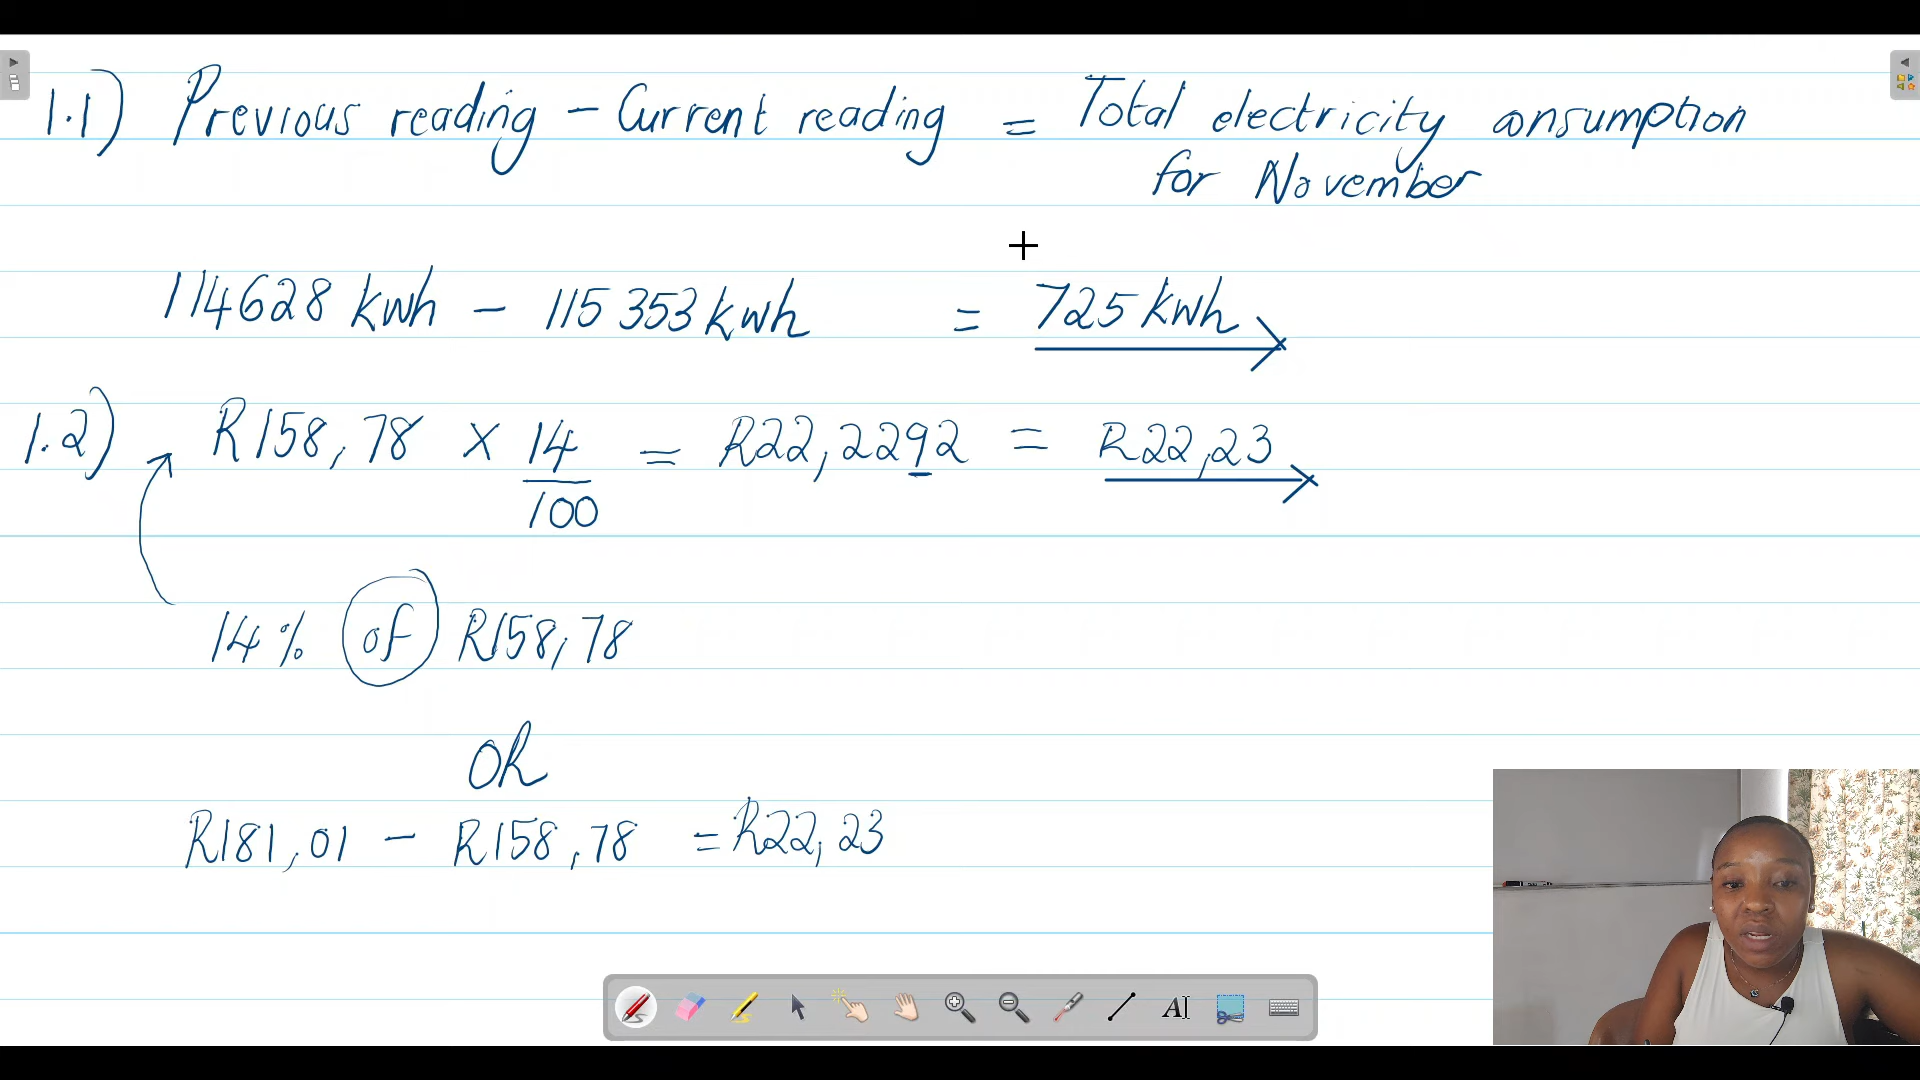 1.1) Previous reading - Current reading = Total electricity consumption
for November
114628 kwh - 115 353 kwh = 725 kwh
1.2) R158,78 x 14/100 = R22,2292 = R22,23
14% of R158,78
OR
R181,01 - R158,78 = R22,23